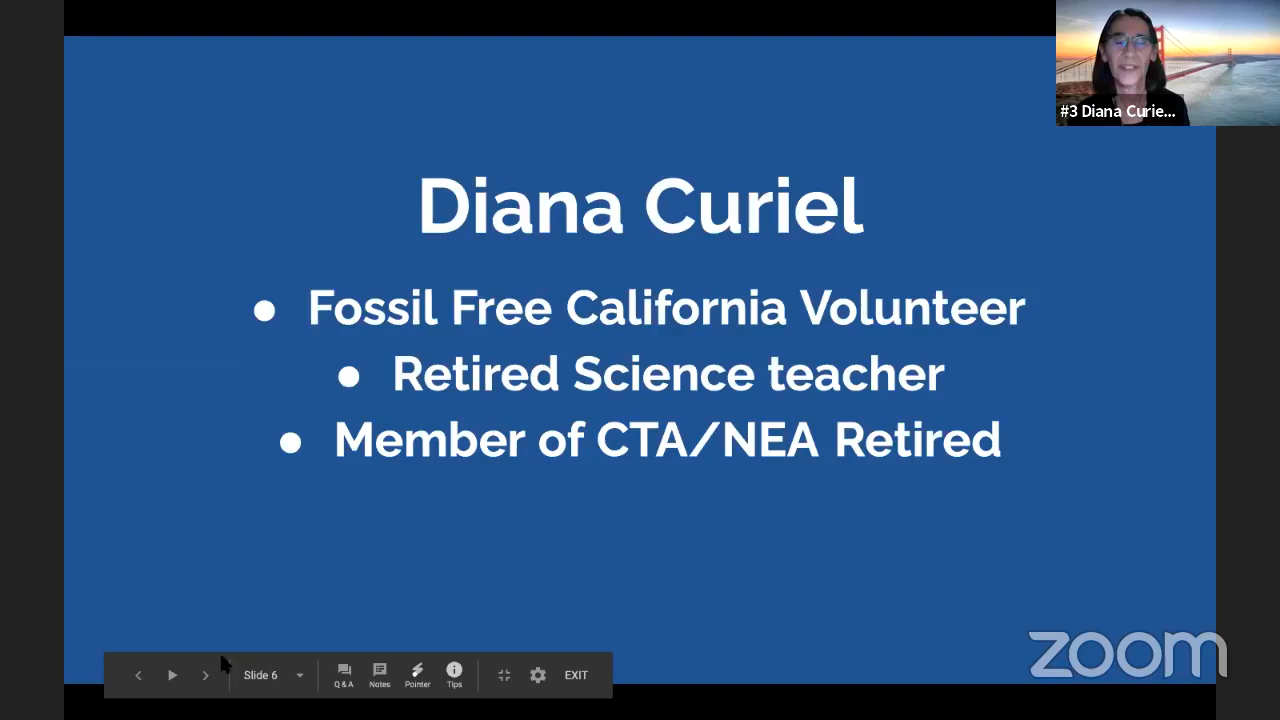 #3 Diana Curie...
Diana Curiel
● Fossil Free California Volunteer
● Retired Science teacher
● Member of CTA/NEA Retired
zoom
Slide 6
Q & A
Notes
Pointer
Tips
EXIT